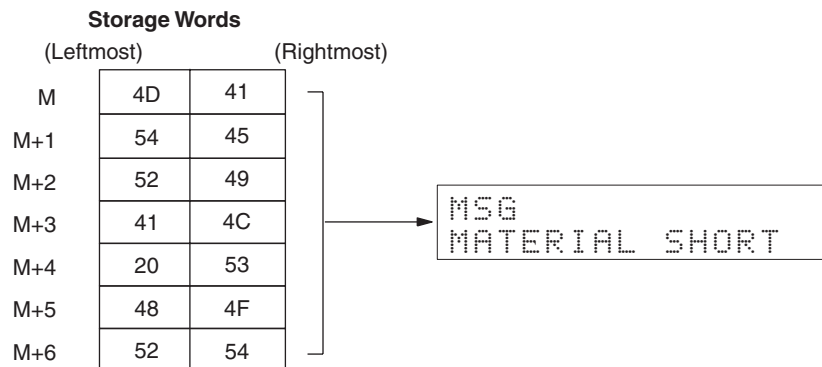 Storage Words
(Leftmost) (Rightmost)
M 4D 41
M+1 54 45
M+2 52 49
M+3 41 4C
M+4 20 53
M+5 48 4F
M+6 52 54
MSG
MATERIAL SHORT